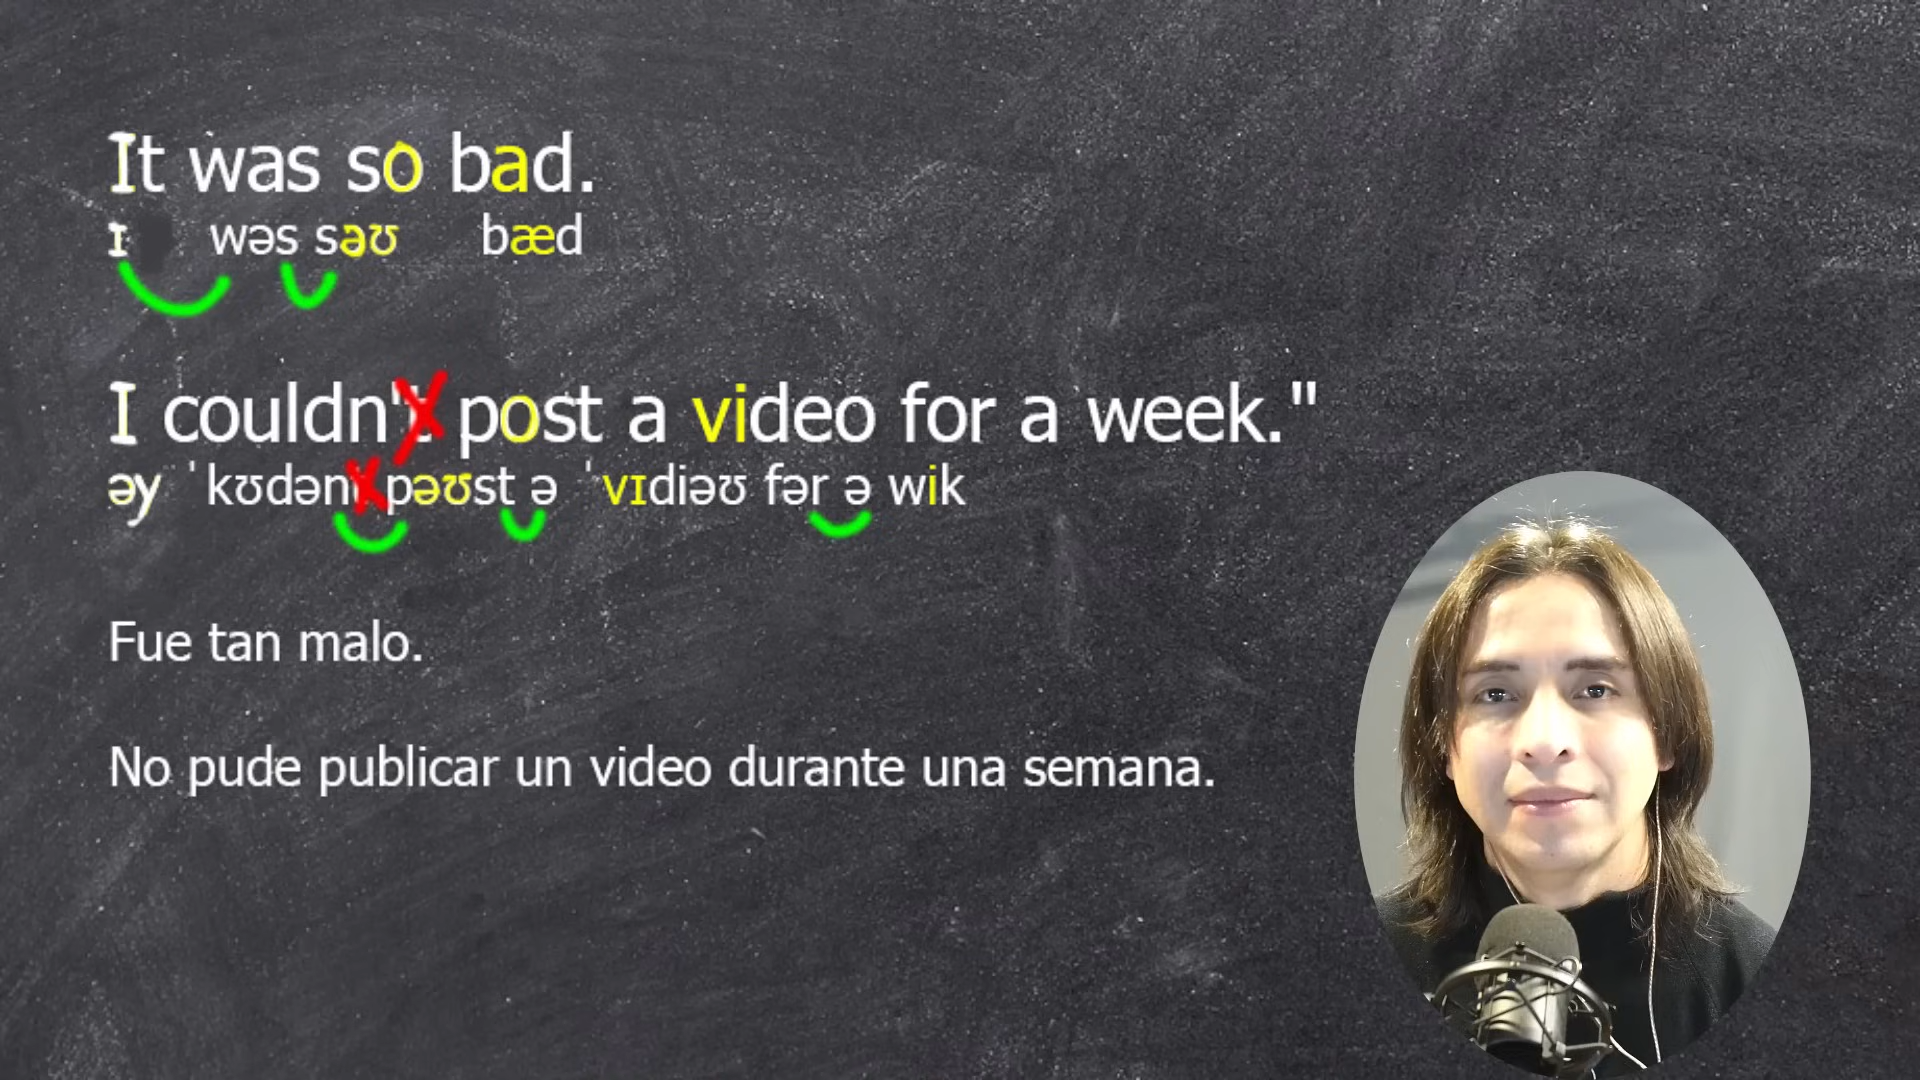 It was so bad.
ɪ wəs səʊ bæd
I couldn't post a video for a week."
əy ˈkʊdənt pəʊst ə ˈvɪdiəʊ fər ə wik
Fue tan malo.
No pude publicar un video durante una semana.